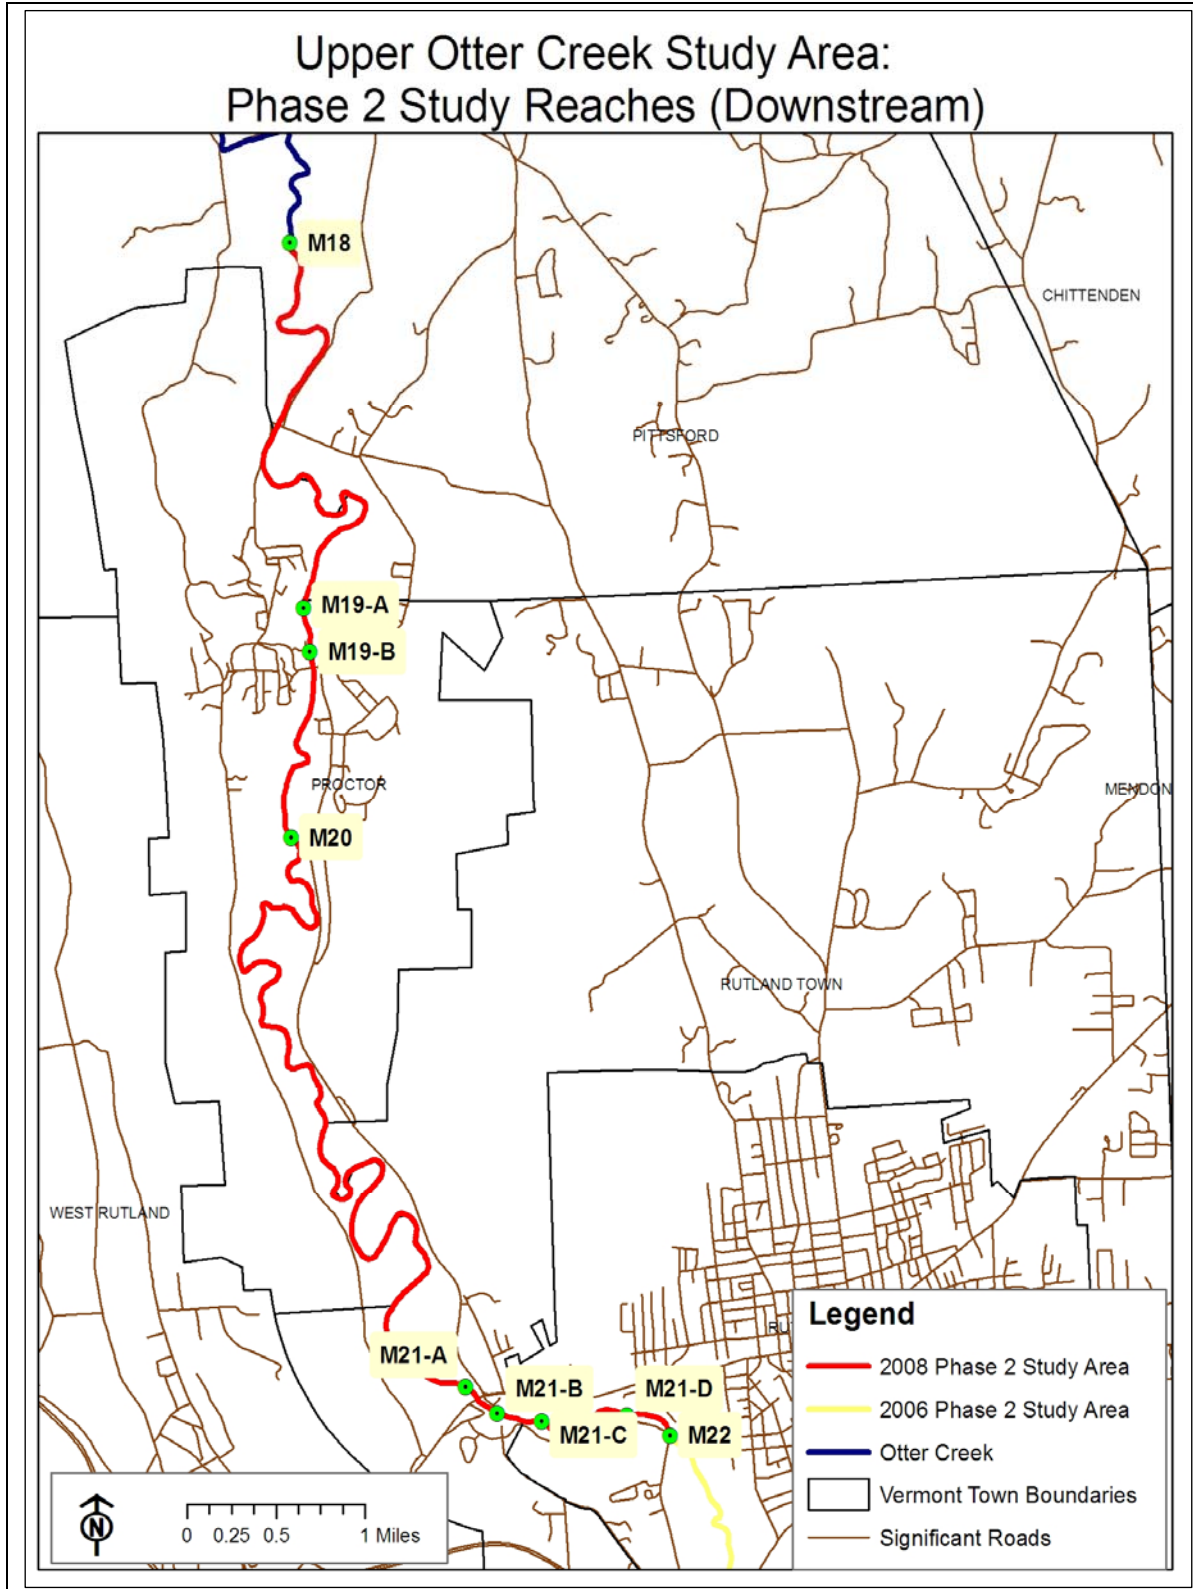 Upper Otter Creek Study Area:
Phase 2 Study Reaches (Downstream)
M18
CHITTENDEN
PITTSFORD
M19-A
M19-B
PROCTOR
MENDON
M20
RUTLAND TOWN
WEST RUTLAND
RU
M21-A
M21-B
M21-D
M21-C
M22
Legend
2008 Phase 2 Study Area
2006 Phase 2 Study Area
Otter Creek
Vermont Town Boundaries
Significant Roads
N
0 0.25 0.5 1 Miles